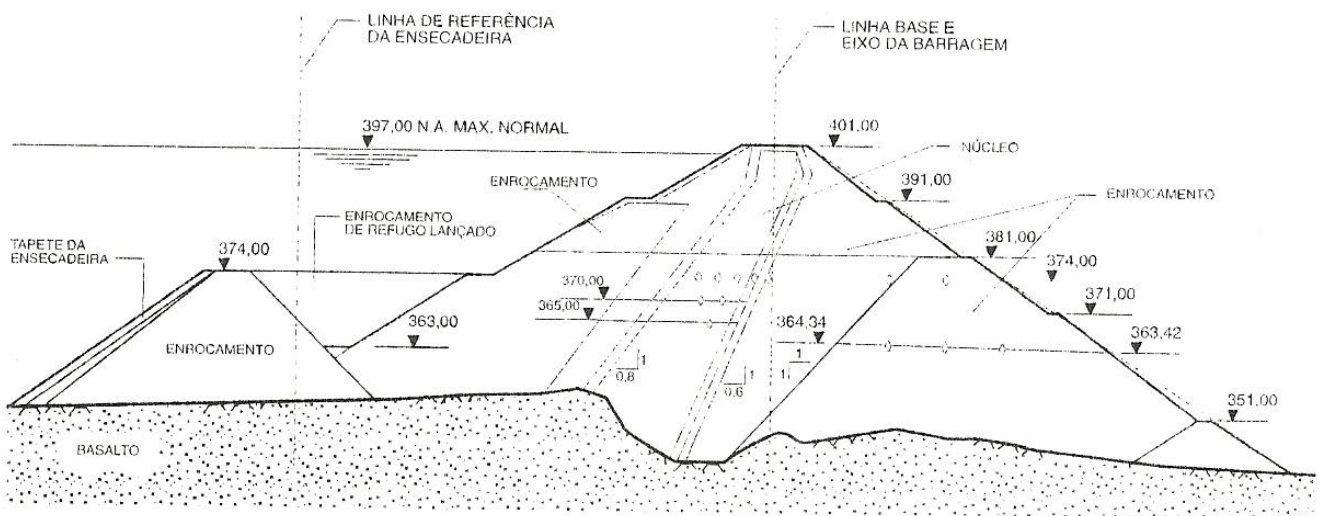 LINHA DE REFERÊNCIA
DA ENSECADEIRA
LINHA BASE E
EIXO DA BARRAGEM
397,00 N.A. MAX. NORMAL
401,00
NÚCLEO
ENROCAMENTO
391,00
ENROCAMENTO
ENROCAMENTO
DE REFUGO LANÇADO
TAPETE DA
ENSECADEIRA
374,00
381,00
374,00
370,00
365,00
371,00
363,00
364,34
363,42
ENROCAMENTO
1
0,8
1
0,6
1
1
351,00
BASALTO